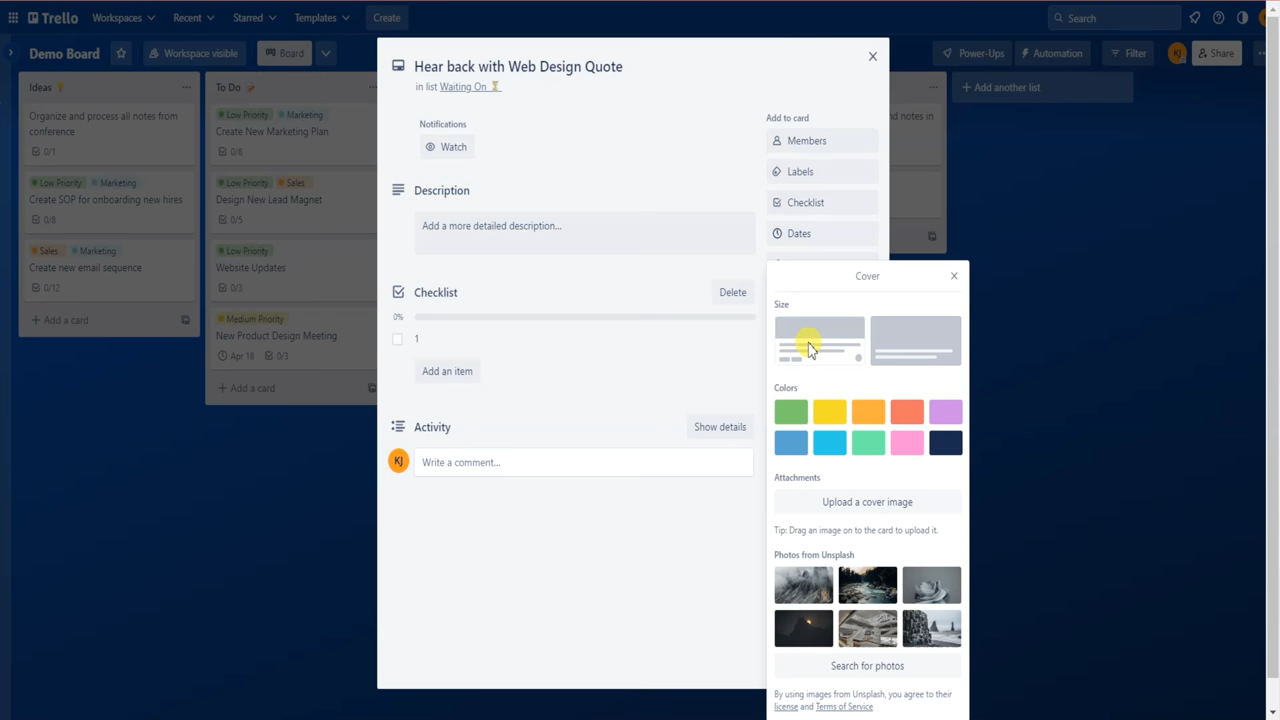 Trello
Workspaces
Recent
Starred
Templates
Create
Search
Demo Board
Workspace visible
Board
Power-Ups
Automation
Filter
KJ
Share
Ideas
Organize and process all notes from
conference
0/1
Low Priority Marketing
Create SOP for onboarding new hires
0/8
Sales Marketing
Create new email sequence
0/12
+ Add a card
To Do
Low Priority Marketing
Create New Marketing Plan
0/6
Low Priority Sales
Design New Lead Magnet
0/5
Low Priority
Website Updates
0/3
Medium Priority
New Product Design Meeting
Apr 18 0/3
+ Add a card
Hear back with Web Design Quote
in list Waiting On
Notifications
Watch
Description
Add a more detailed description...
Checklist
Delete
0%
1
Add an item
Activity
Show details
KJ
Write a comment...
Add to card
Members
Labels
Checklist
Dates
Cover
Size
Colors
Attachments
Upload a cover image
Tip: Drag an image on to the card to upload it.
Photos from Unsplash
Search for photos
By using images from Unsplash, you agree to their
license and Terms of Service
nd notes in
+ Add another list